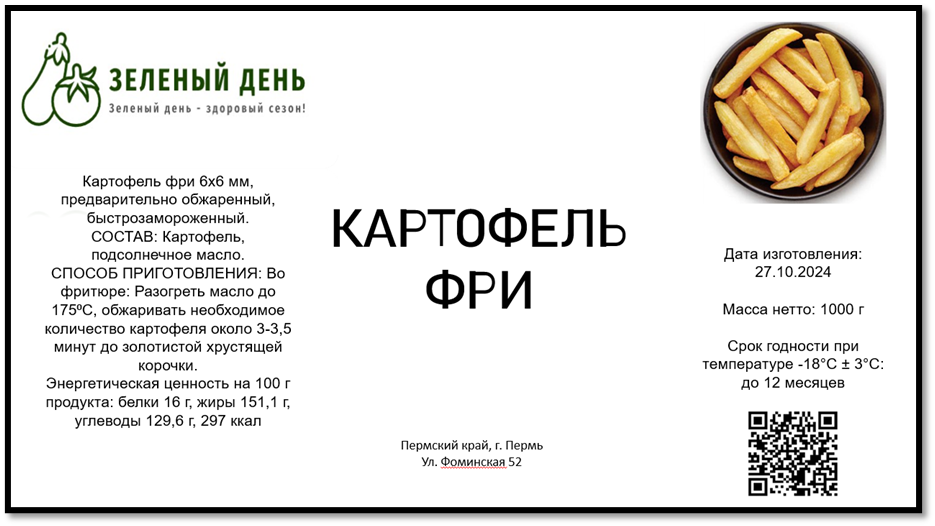 ЗЕЛЕНЫЙ ДЕНЬ
Зеленый день - здоровый сезон!
Картофель фри 6х6 мм,
предварительно обжаренный,
быстрозамороженный.
СОСТАВ: Картофель,
подсолнечное масло.
СПОСОБ ПРИГОТОВЛЕНИЯ: Во
фритюре: Разогреть масло до
175ºС, обжаривать необходимое
количество картофеля около 3-3,5
минут до золотистой хрустящей
корочки.
Энергетическая ценность на 100 г
продукта: белки 16 г, жиры 151,1 г,
углеводы 129,6 г, 297 ккал
КАРТОФЕЛЬ
ФРИ
Пермский край, г. Пермь
Ул. Фоминская 52
Дата изготовления:
27.10.2024
Масса нетто: 1000 г
Срок годности при
температуре -18°C ± 3°C:
до 12 месяцев